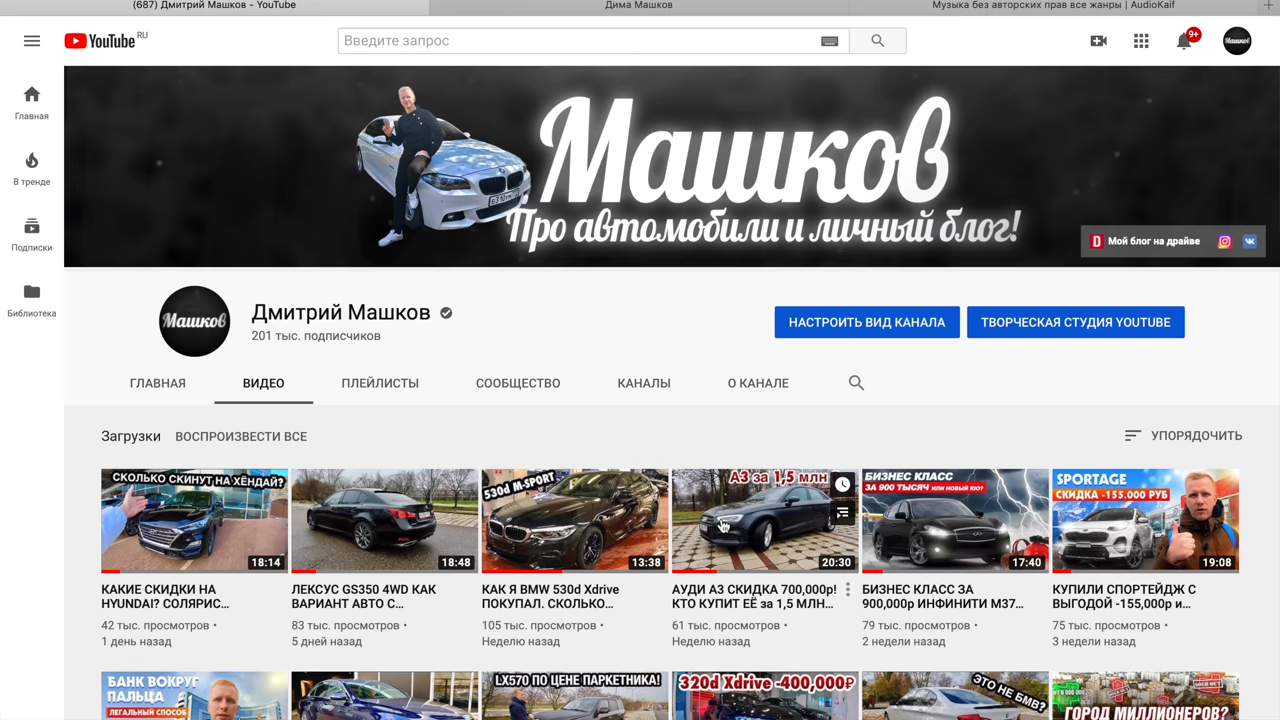 (687) Дмитрий Машков - YouTube
Дима Машков
Музыка без авторских прав все жанры | AudioKaif
YouTube RU
Введите запрос
9+
Машков
Главная
В тренде
Подписки
Библиотека
Машков
Про автомобили и личный блог!
D Мой блог на драйве
Машков
Дмитрий Машков
201 тыс. подписчиков
НАСТРОИТЬ ВИД КАНАЛА
ТВОРЧЕСКАЯ СТУДИЯ YOUTUBE
ГЛАВНАЯ
ВИДЕО
ПЛЕЙЛИСТЫ
СООБЩЕСТВО
КАНАЛЫ
О КАНАЛЕ
Загрузки
ВОСПРОИЗВЕСТИ ВСЕ
УПОРЯДОЧИТЬ
СКОЛЬКО СКИНУТ НА ХЁНДАЙ?
18:14
КАКИЕ СКИДКИ НА
HYUNDAI? СОЛЯРИС...
42 тыс. просмотров •
1 день назад
18:48
ЛЕКСУС GS350 4WD КАК
ВАРИАНТ АВТО С...
83 тыс. просмотров •
5 дней назад
530d M-SPORT
13:38
КАК Я BMW 530d Xdrive
ПОКУПАЛ. СКОЛЬКО...
105 тыс. просмотров •
Неделю назад
А3 за 1,5 млн
20:30
АУДИ А3 СКИДКА 700,000р!
КТО КУПИТ ЕЁ за 1,5 МЛН...
61 тыс. просмотров •
Неделю назад
БИЗНЕС КЛАСС
ЗА 900 ТЫСЯЧ ИЛИ НОВЫЙ RIO?
17:40
БИЗНЕС КЛАСС ЗА
900,000р ИНФИНИТИ М37...
79 тыс. просмотров •
2 недели назад
SPORTAGE
СКИДКА -155.000 РУБ
19:08
КУПИЛИ СПОРТЕЙДЖ С
ВЫГОДОЙ -155,000р и...
75 тыс. просмотров •
3 недели назад
БАНК ВОКРУГ
ПАЛЬЦА
ЛЕГАЛЬНЫЙ СПОСОБ
LX570 ПО ЦЕНЕ ПАРКЕТНИКА!
320d Xdrive -400,000₽
ЭТО НЕ БМВ?
SOLD OUT
ГОРОД МИЛЛИОНЕРОВ?